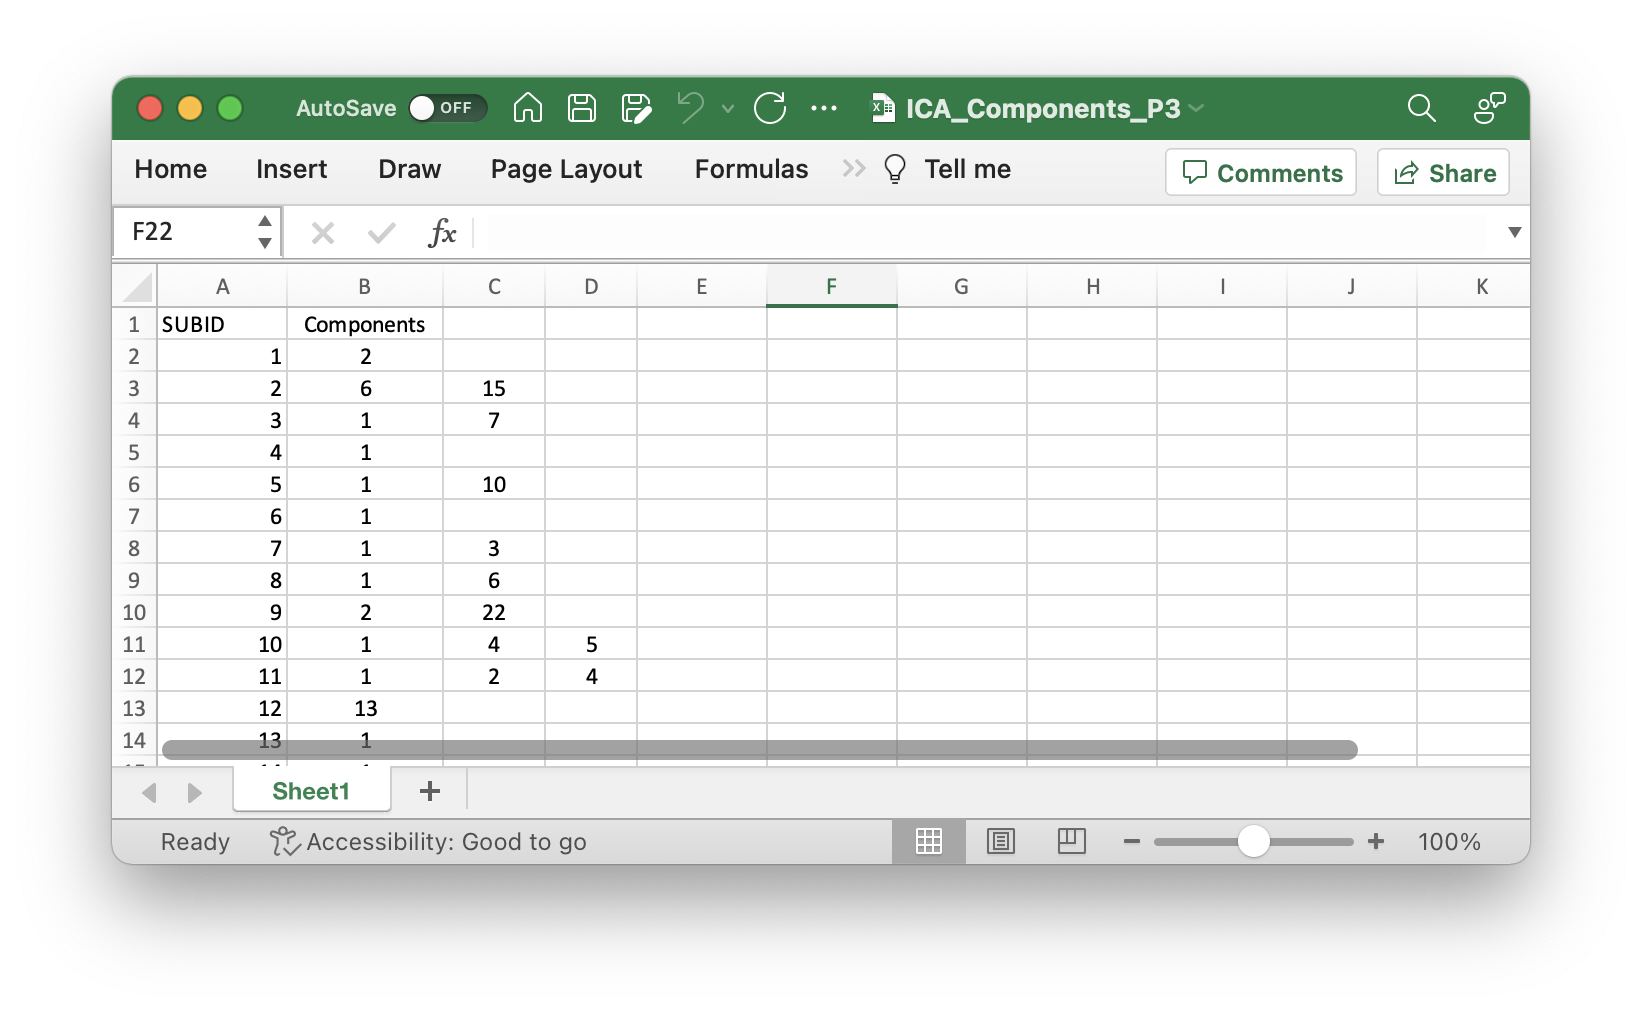 AutoSave OFF ICA_Components_P3
Home Insert Draw Page Layout Formulas Tell me Comments Share
F22 fx
A B C D E F G H I J K
1 SUBID Components
2 1 2
3 2 6 15
4 3 1 7
5 4 1
6 5 1 10
7 6 1
8 7 1 3
9 8 1 6
10 9 2 22
11 10 1 4 5
12 11 1 2 4
13 12 13
14 13 1
Sheet1
Ready Accessibility: Good to go 100%